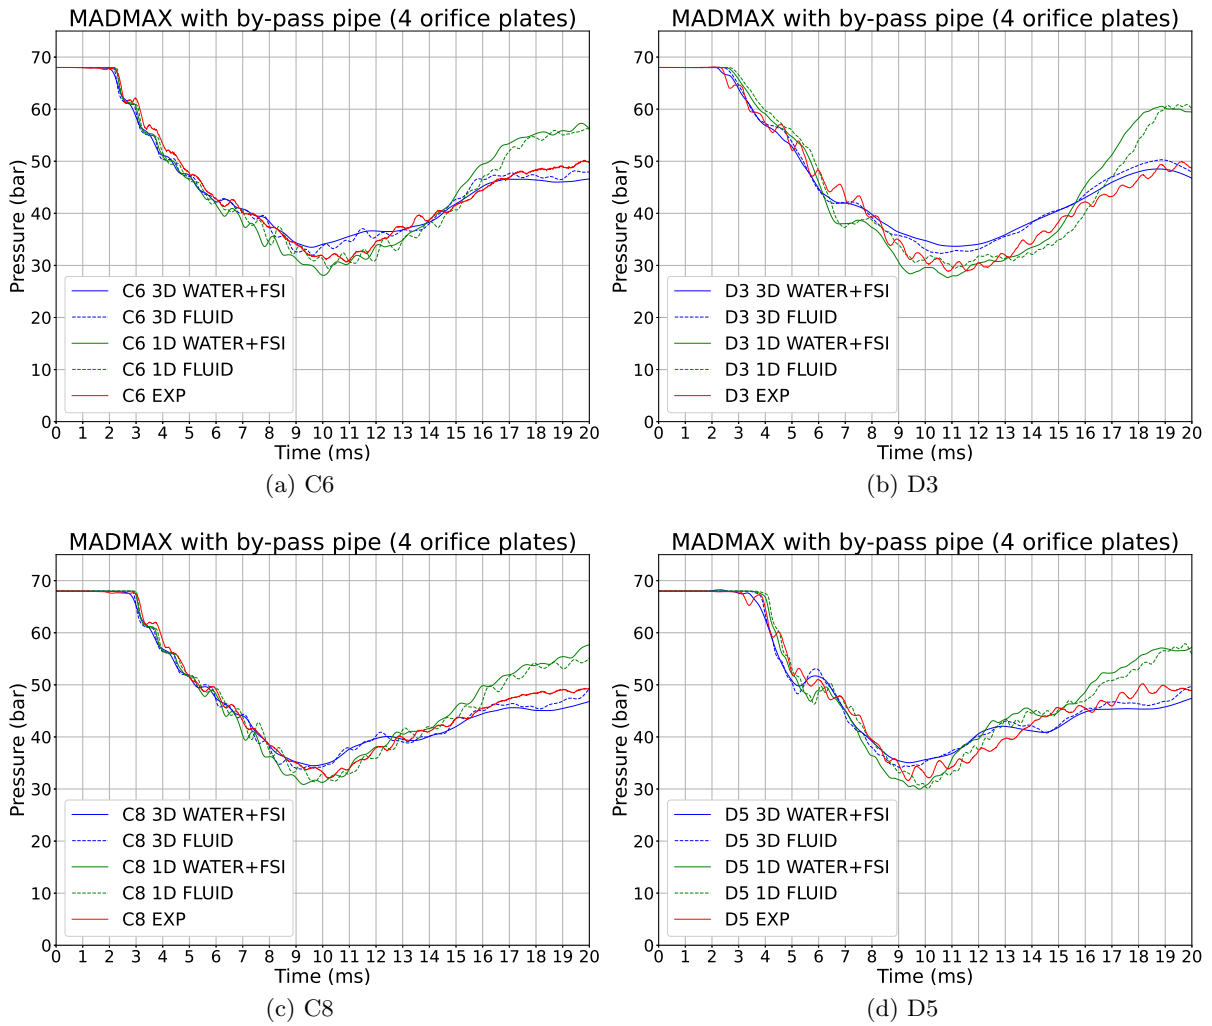 MADMAX with by-pass pipe (4 orifice plates)
Pressure (bar)
70
60
50
40
30
20
10
0
C6 3D WATER+FSI
C6 3D FLUID
C6 1D WATER+FSI
C6 1D FLUID
C6 EXP
0 1 2 3 4 5 6 7 8 9 10 11 12 13 14 15 16 17 18 19 20
Time (ms)
(a) C6
MADMAX with by-pass pipe (4 orifice plates)
Pressure (bar)
70
60
50
40
30
20
10
0
D3 3D WATER+FSI
D3 3D FLUID
D3 1D WATER+FSI
D3 1D FLUID
D3 EXP
0 1 2 3 4 5 6 7 8 9 10 11 12 13 14 15 16 17 18 19 20
Time (ms)
(b) D3
MADMAX with by-pass pipe (4 orifice plates)
Pressure (bar)
70
60
50
40
30
20
10
0
C8 3D WATER+FSI
C8 3D FLUID
C8 1D WATER+FSI
C8 1D FLUID
C8 EXP
0 1 2 3 4 5 6 7 8 9 10 11 12 13 14 15 16 17 18 19 20
Time (ms)
(c) C8
MADMAX with by-pass pipe (4 orifice plates)
Pressure (bar)
70
60
50
40
30
20
10
0
D5 3D WATER+FSI
D5 3D FLUID
D5 1D WATER+FSI
D5 1D FLUID
D5 EXP
0 1 2 3 4 5 6 7 8 9 10 11 12 13 14 15 16 17 18 19 20
Time (ms)
(d) D5